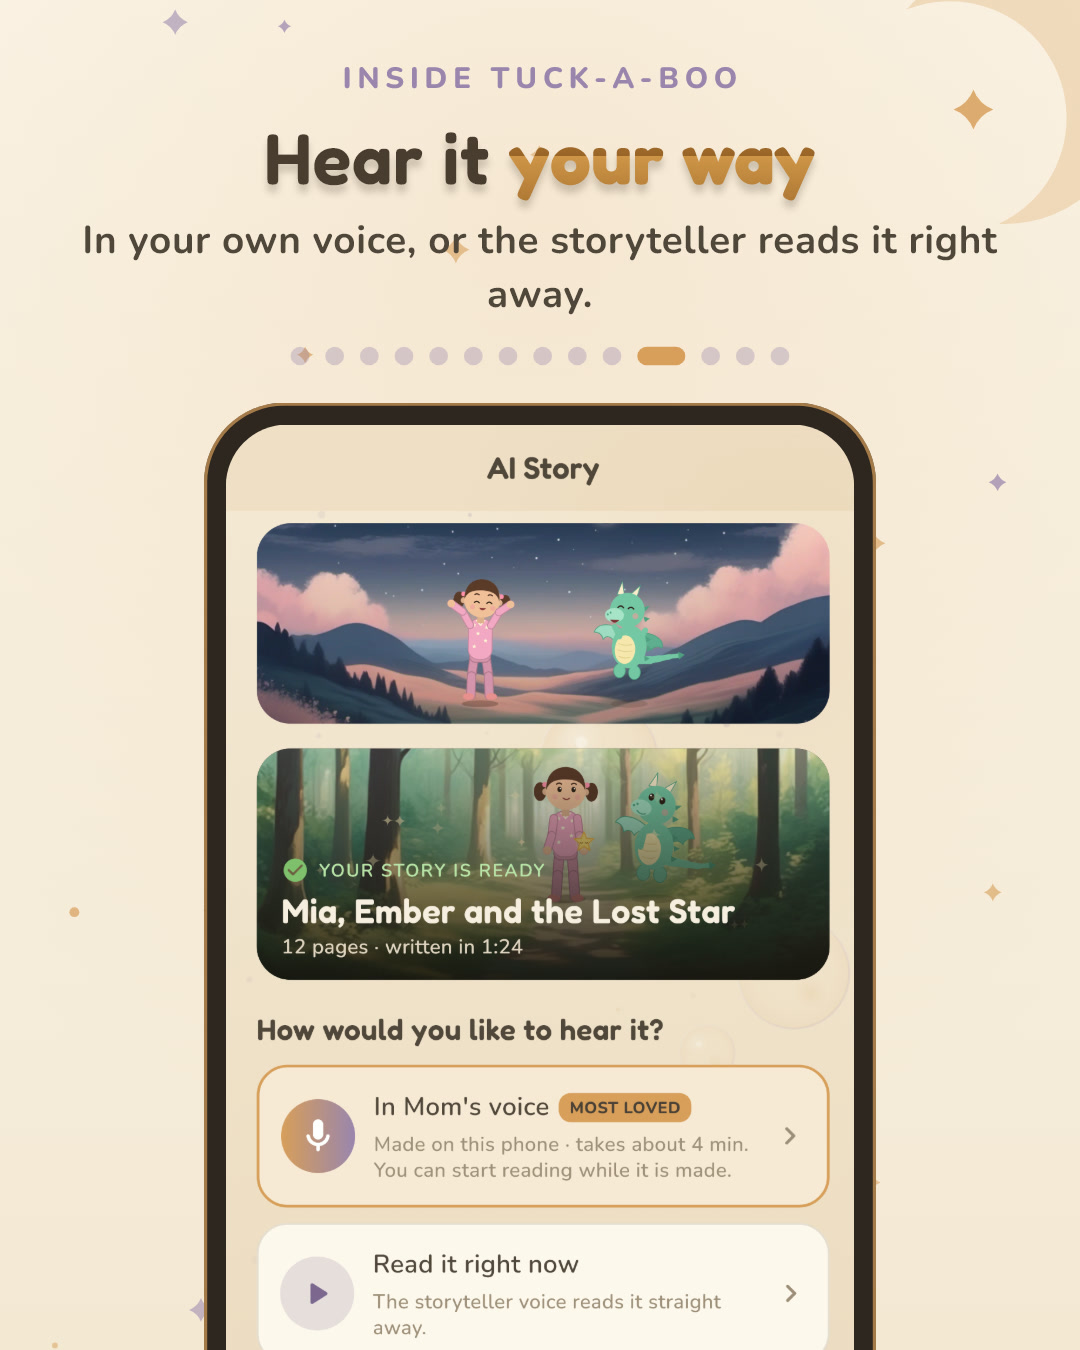 INSIDE TUCK-A-BOO
Hear it your way
In your own voice, or the storyteller reads it right
away.
AI Story
YOUR STORY IS READY
Mia, Ember and the Lost Star
12 pages · written in 1:24
How would you like to hear it?
In Mom's voice MOST LOVED
Made on this phone · takes about 4 min.
You can start reading while it is made.
Read it right now
The storyteller voice reads it straight
away.